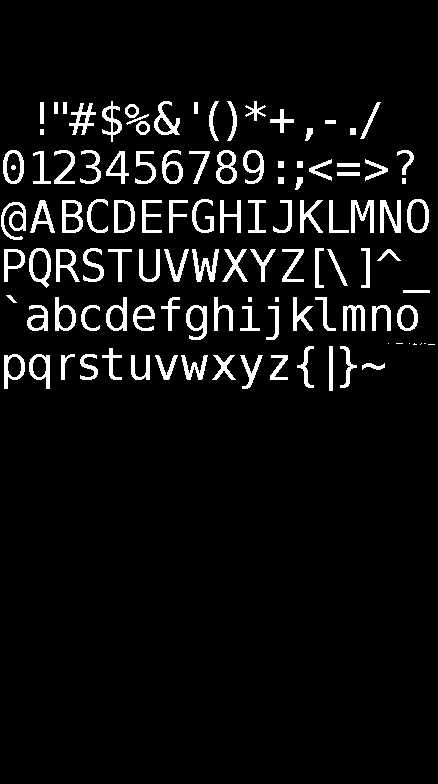 !"#$%&'()*+,-./
0123456789:;<=>?
@ABCDEFGHIJKLMNO
PQRSTUVWXYZ[\]^_
`abcdefghijklmno
pqrstuvwxyz{|}~